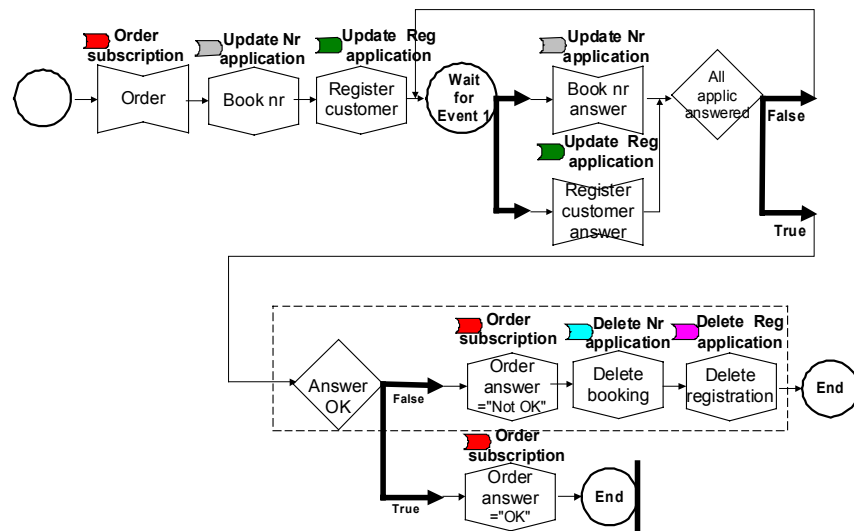 Order
subscription
Order
Update Nr
application
Book nr
Update Reg
application
Register
customer
Wait
for
Event 1
Update Nr
application
Book nr
answer
Update Reg
application
Register
customer
answer
All
applic
answered
False
True
Answer
OK
False
True
Order
subscription
Order
answer
="Not OK"
Delete Nr
application
Delete
booking
Delete Reg
application
Delete
registration
End
Order
subscription
Order
answer
="OK"
End